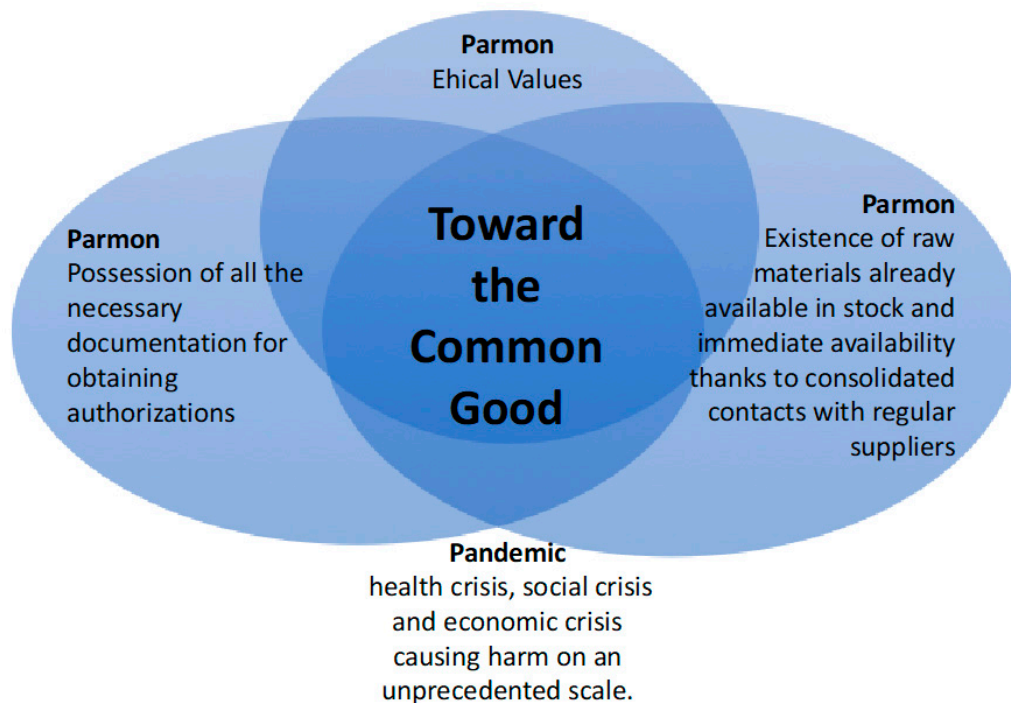 Parmon
Ehical Values
Parmon
Possession of all the
necessary
documentation for
obtaining
authorizations
Toward
the
Common
Good
Parmon
Existence of raw
materials already
available in stock and
immediate availability
thanks to consolidated
contacts with regular
suppliers
Pandemic
health crisis, social crisis
and economic crisis
causing harm on an
unprecedented scale.